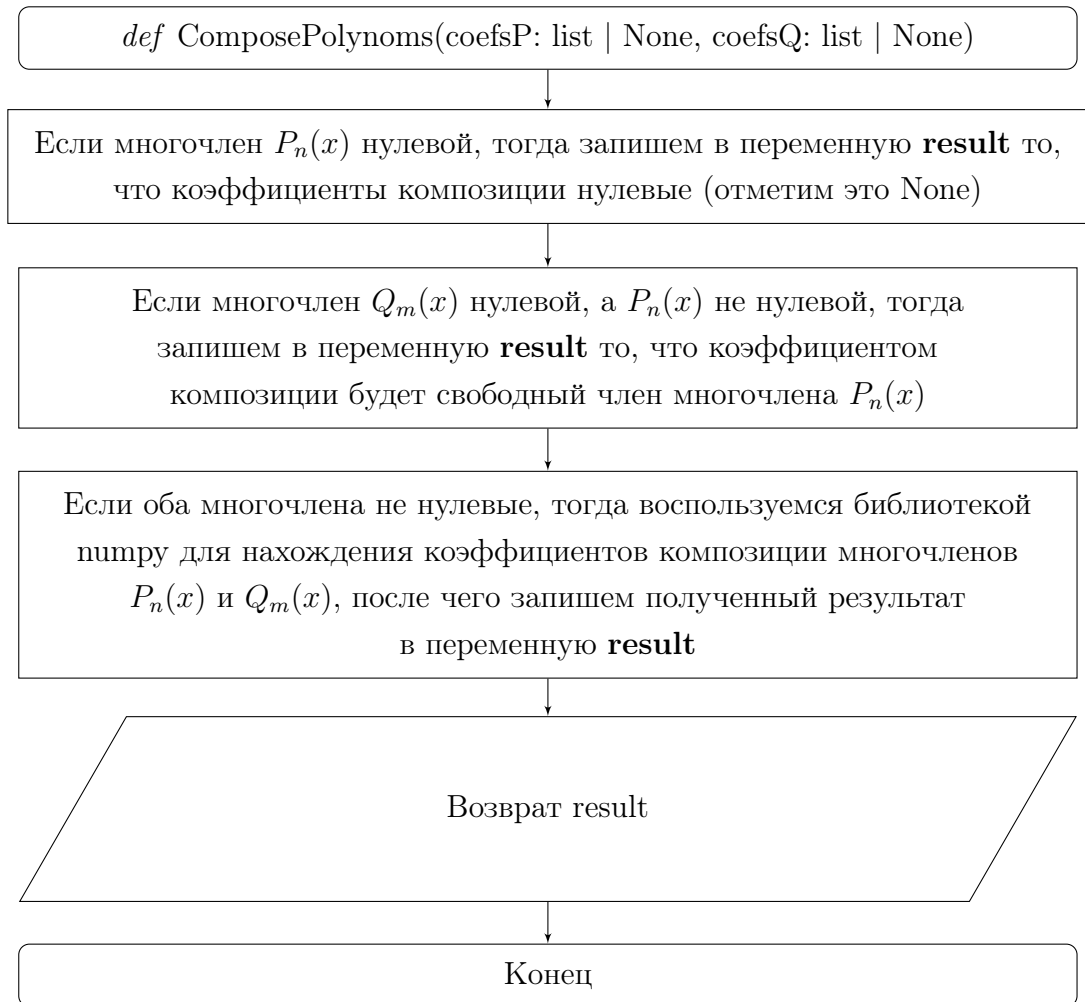 def ComposePolynoms(coefsP: list | None, coefsQ: list | None)
Если многочлен Pₙ(x) нулевой, тогда запишем в переменную result то,
что коэффициенты композиции нулевые (отметим это None)
Если многочлен Qₘ(x) нулевой, а Pₙ(x) не нулевой, тогда
запишем в переменную result то, что коэффициентом
композиции будет свободный член многочлена Pₙ(x)
Если оба многочлена не нулевые, тогда воспользуемся библиотекой
numpy для нахождения коэффициентов композиции многочленов
Pₙ(x) и Qₘ(x), после чего запишем полученный результат
в переменную result
Возврат result
Конец